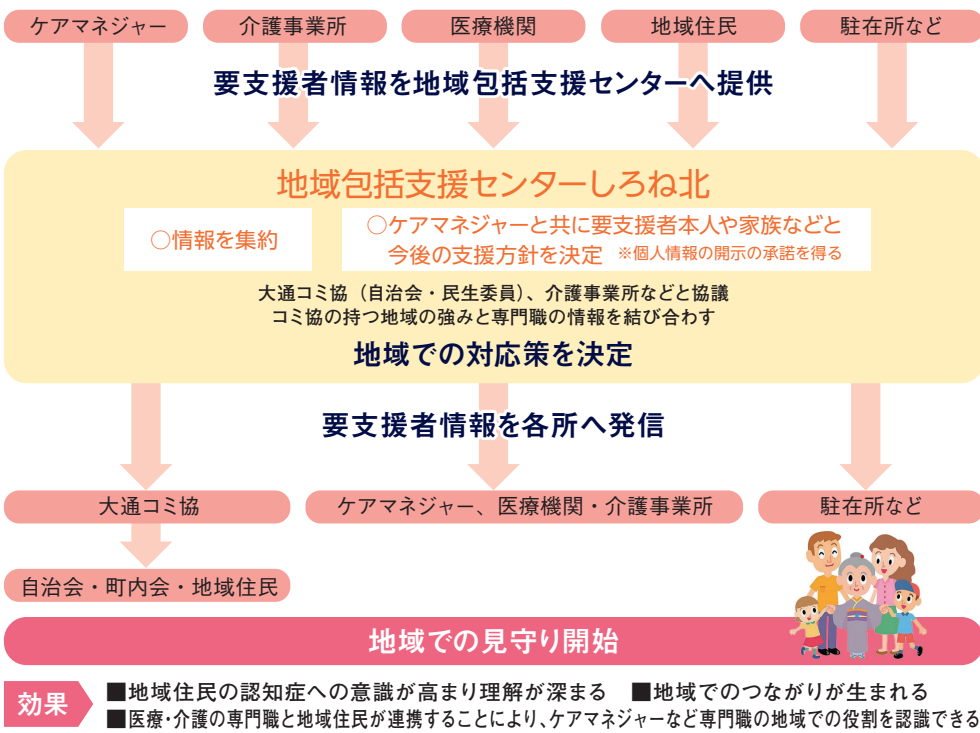 ケアマネジャー
介護事業所
医療機関
地域住民
駐在所など
要支援者情報を地域包括支援センターへ提供
地域包括支援センターしろね北
○情報を集約
○ケアマネジャーと共に要支援者本人や家族などと
今後の支援方針を決定 ※個人情報の開示の承諾を得る
大通コミ協（自治会・民生委員）、介護事業所などと協議
コミ協の持つ地域の強みと専門職の情報を結び合わす
地域での対応策を決定
要支援者情報を各所へ発信
大通コミ協
ケアマネジャー、医療機関・介護事業所
駐在所など
自治会・町内会・地域住民
地域での見守り開始
効果
■地域住民の認知症への意識が高まり理解が深まる ■地域でのつながりが生まれる
■医療・介護の専門職と地域住民が連携することにより、ケアマネジャーなど専門職の地域での役割を認識できる